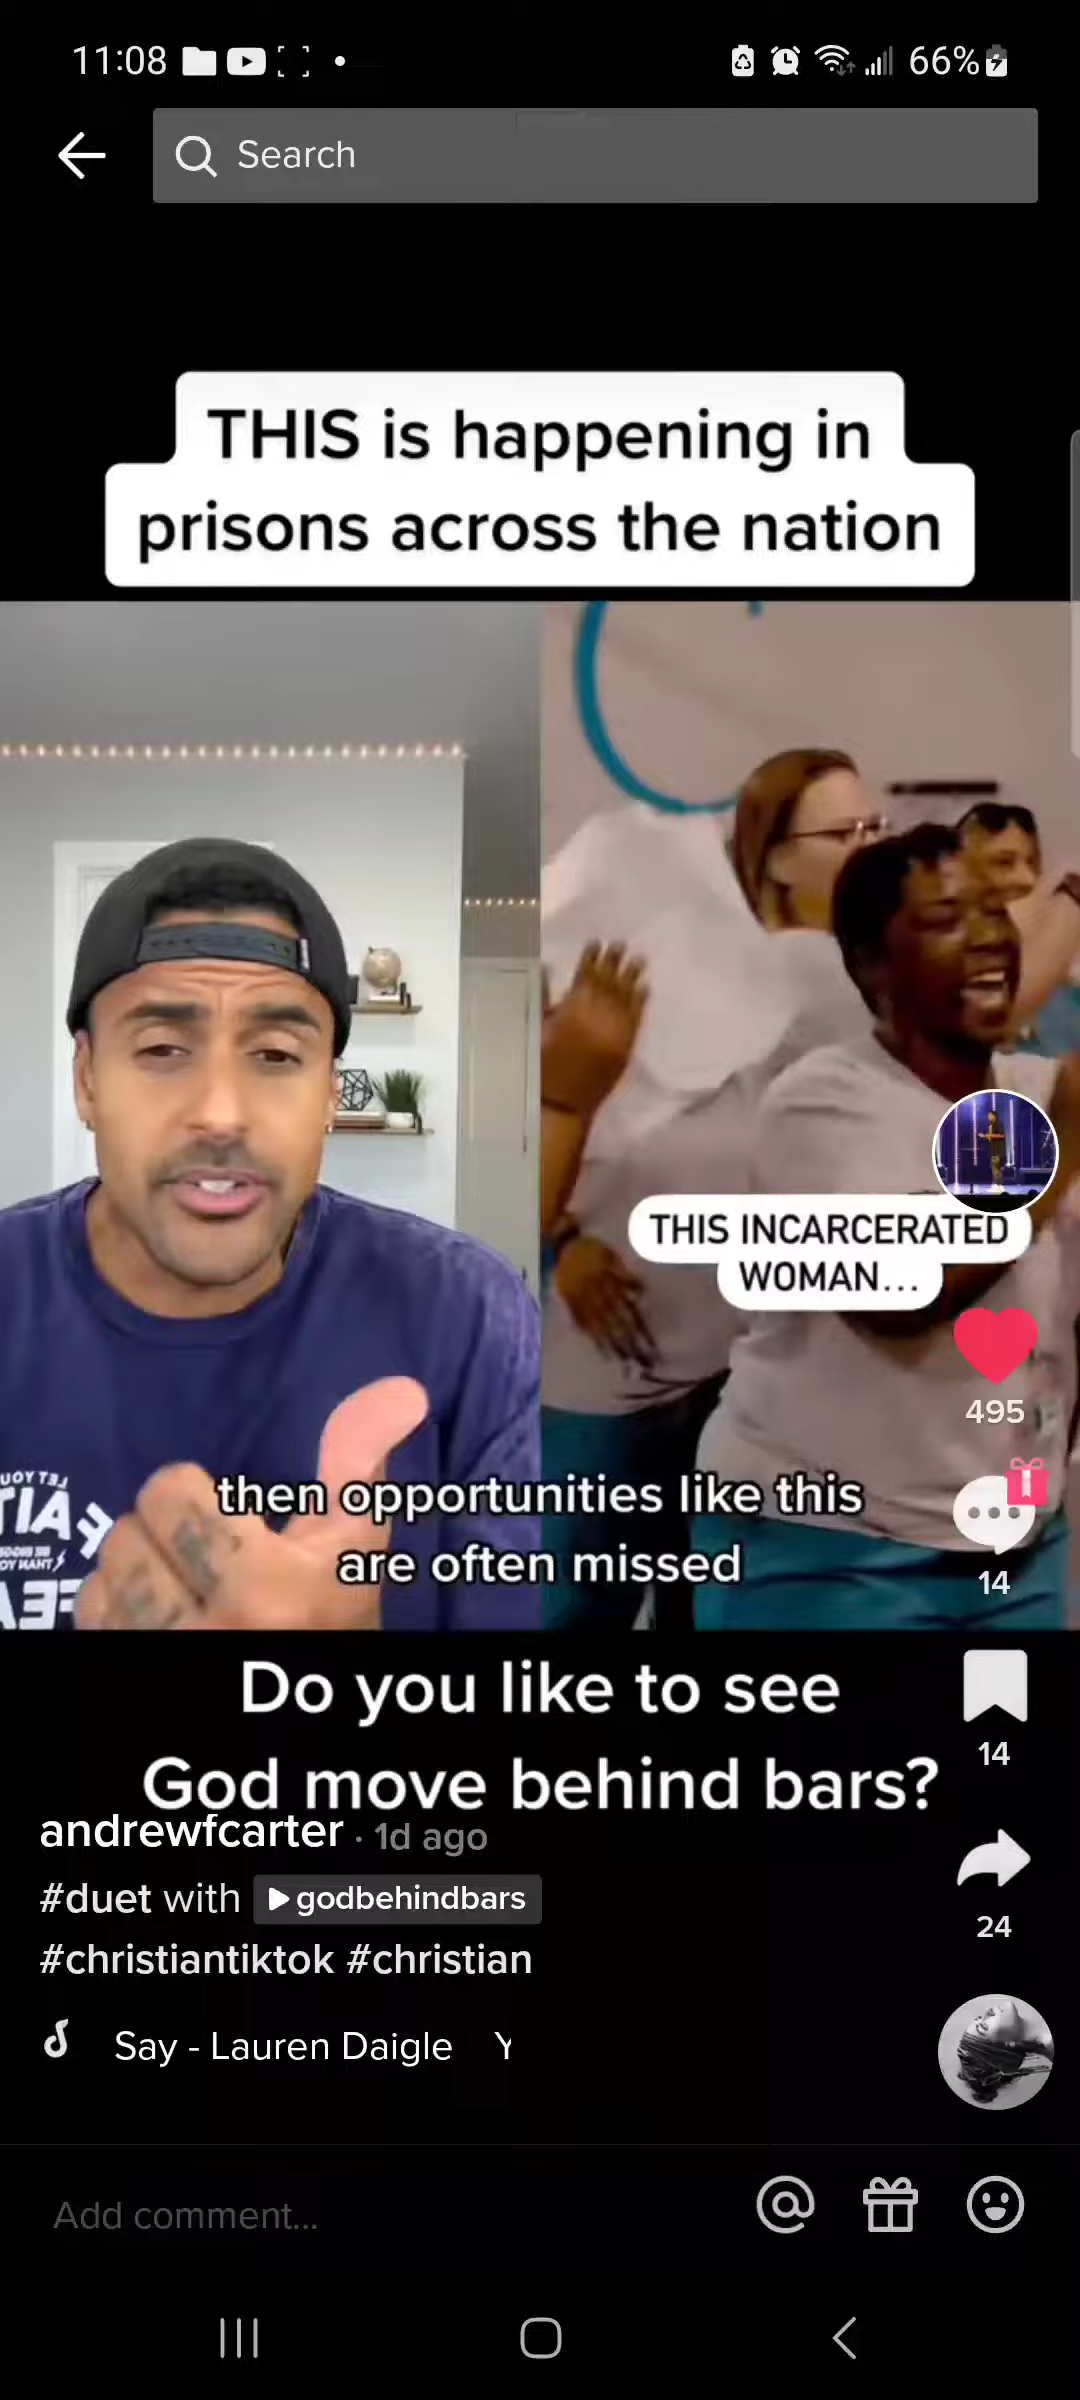 11:08
66%
Search
THIS is happening in
prisons across the nation
THIS INCARCERATED
WOMAN...
495
then opportunities like this
are often missed
14
Do you like to see
God move behind bars?
14
andrewfcarter · 1d ago
#duet with godbehindbars
24
#christiantiktok #christian
Say - Lauren Daigle
Add comment...